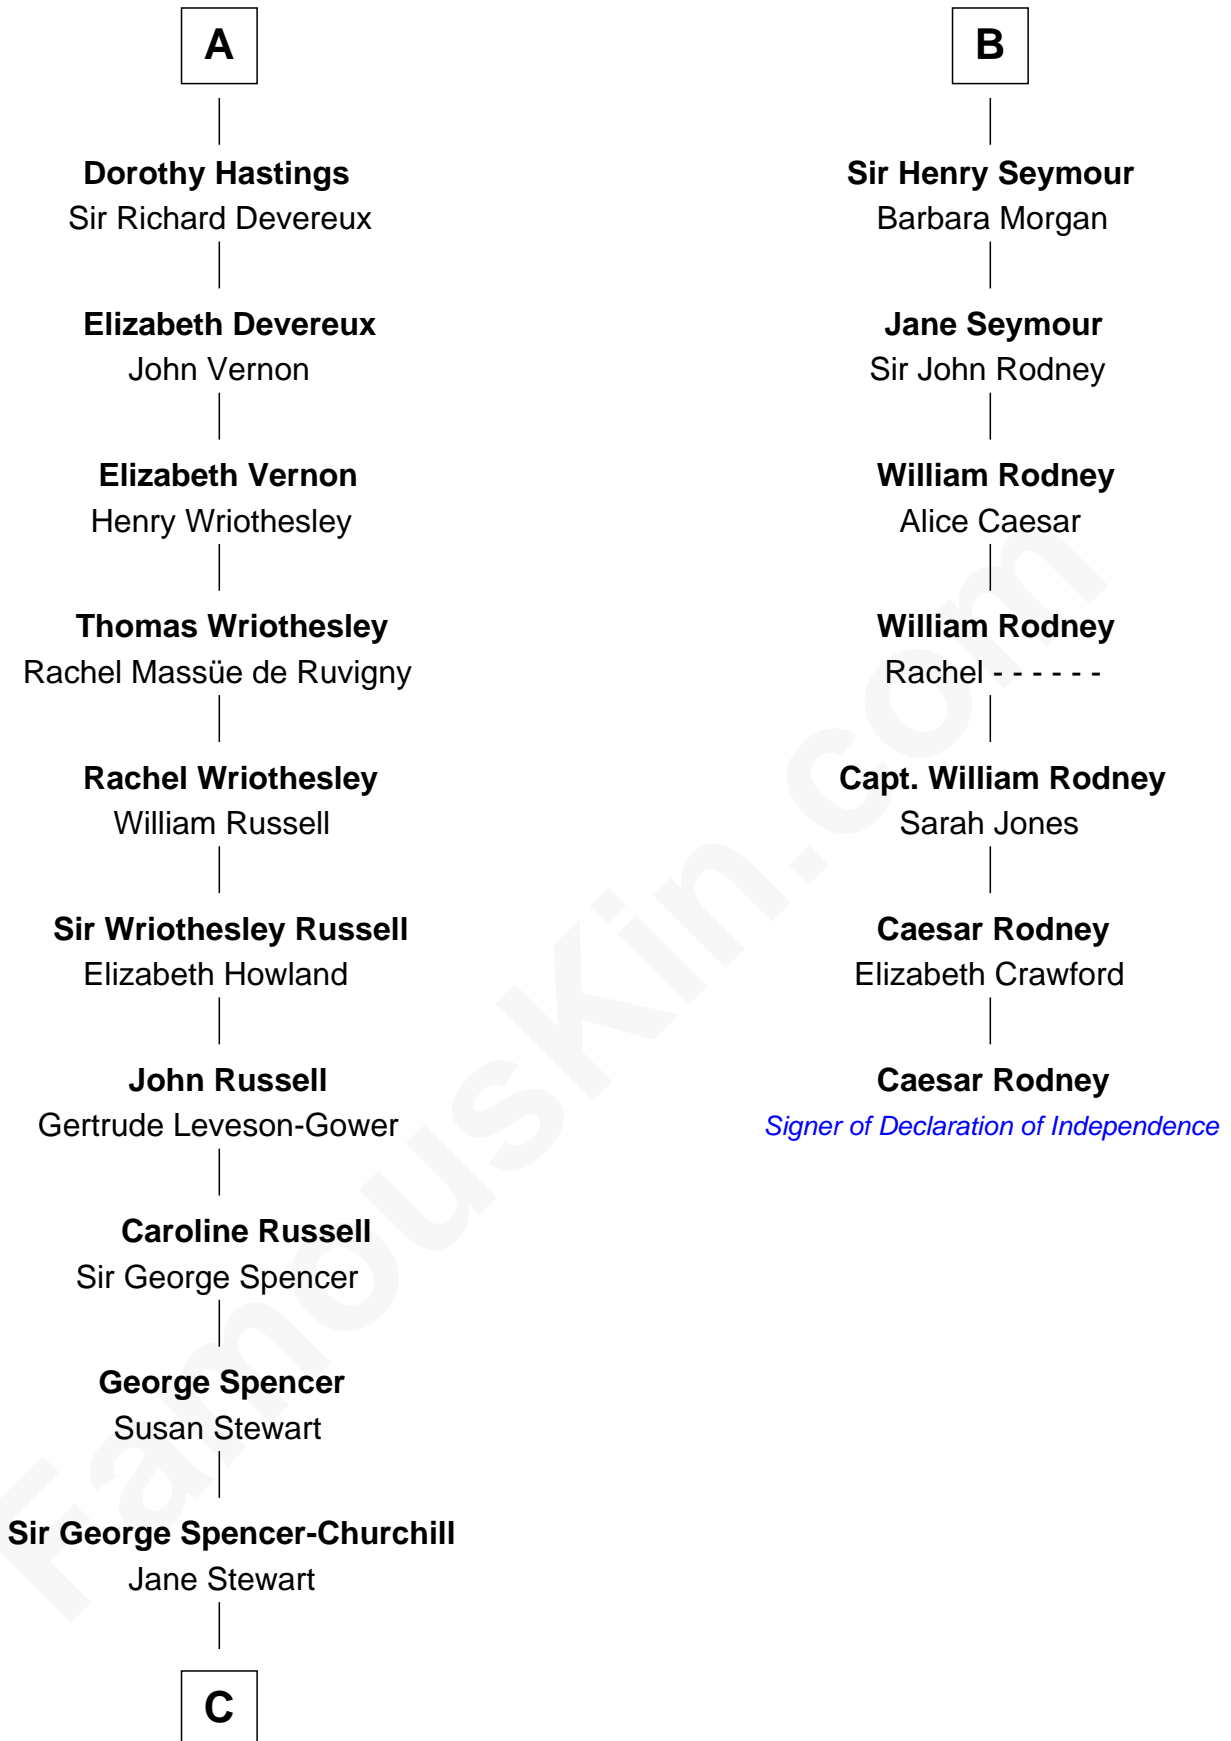 A
Dorothy Hastings
Sir Richard Devereux
Elizabeth Devereux
John Vernon
Elizabeth Vernon
Henry Wriothesley
Thomas Wriothesley
Rachel Massüe de Ruvigny
Rachel Wriothesley
William Russell
Sir Wriothesley Russell
Elizabeth Howland
John Russell
Gertrude Leveson-Gower
Caroline Russell
Sir George Spencer
George Spencer
Susan Stewart
Sir George Spencer-Churchill
Jane Stewart
C
B
Sir Henry Seymour
Barbara Morgan
Jane Seymour
Sir John Rodney
William Rodney
Alice Caesar
William Rodney
Rachel - - - - - -
Capt. William Rodney
Sarah Jones
Caesar Rodney
Elizabeth Crawford
Caesar Rodney
Signer of Declaration of Independence
FamousKin.com